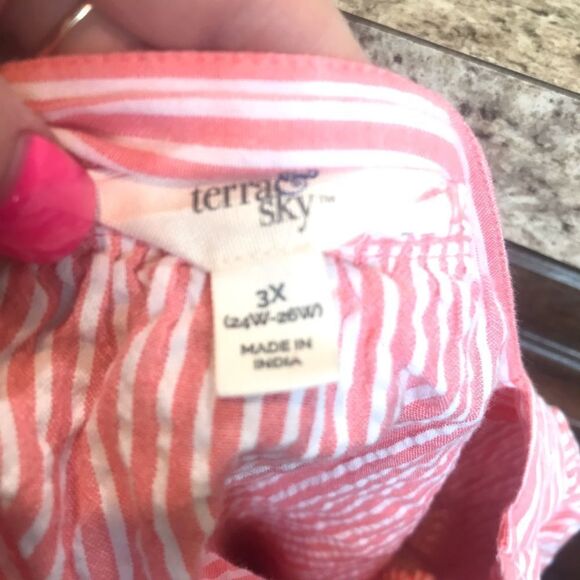 terra &
sky™
3X
(24W-26W)
MADE IN
INDIA